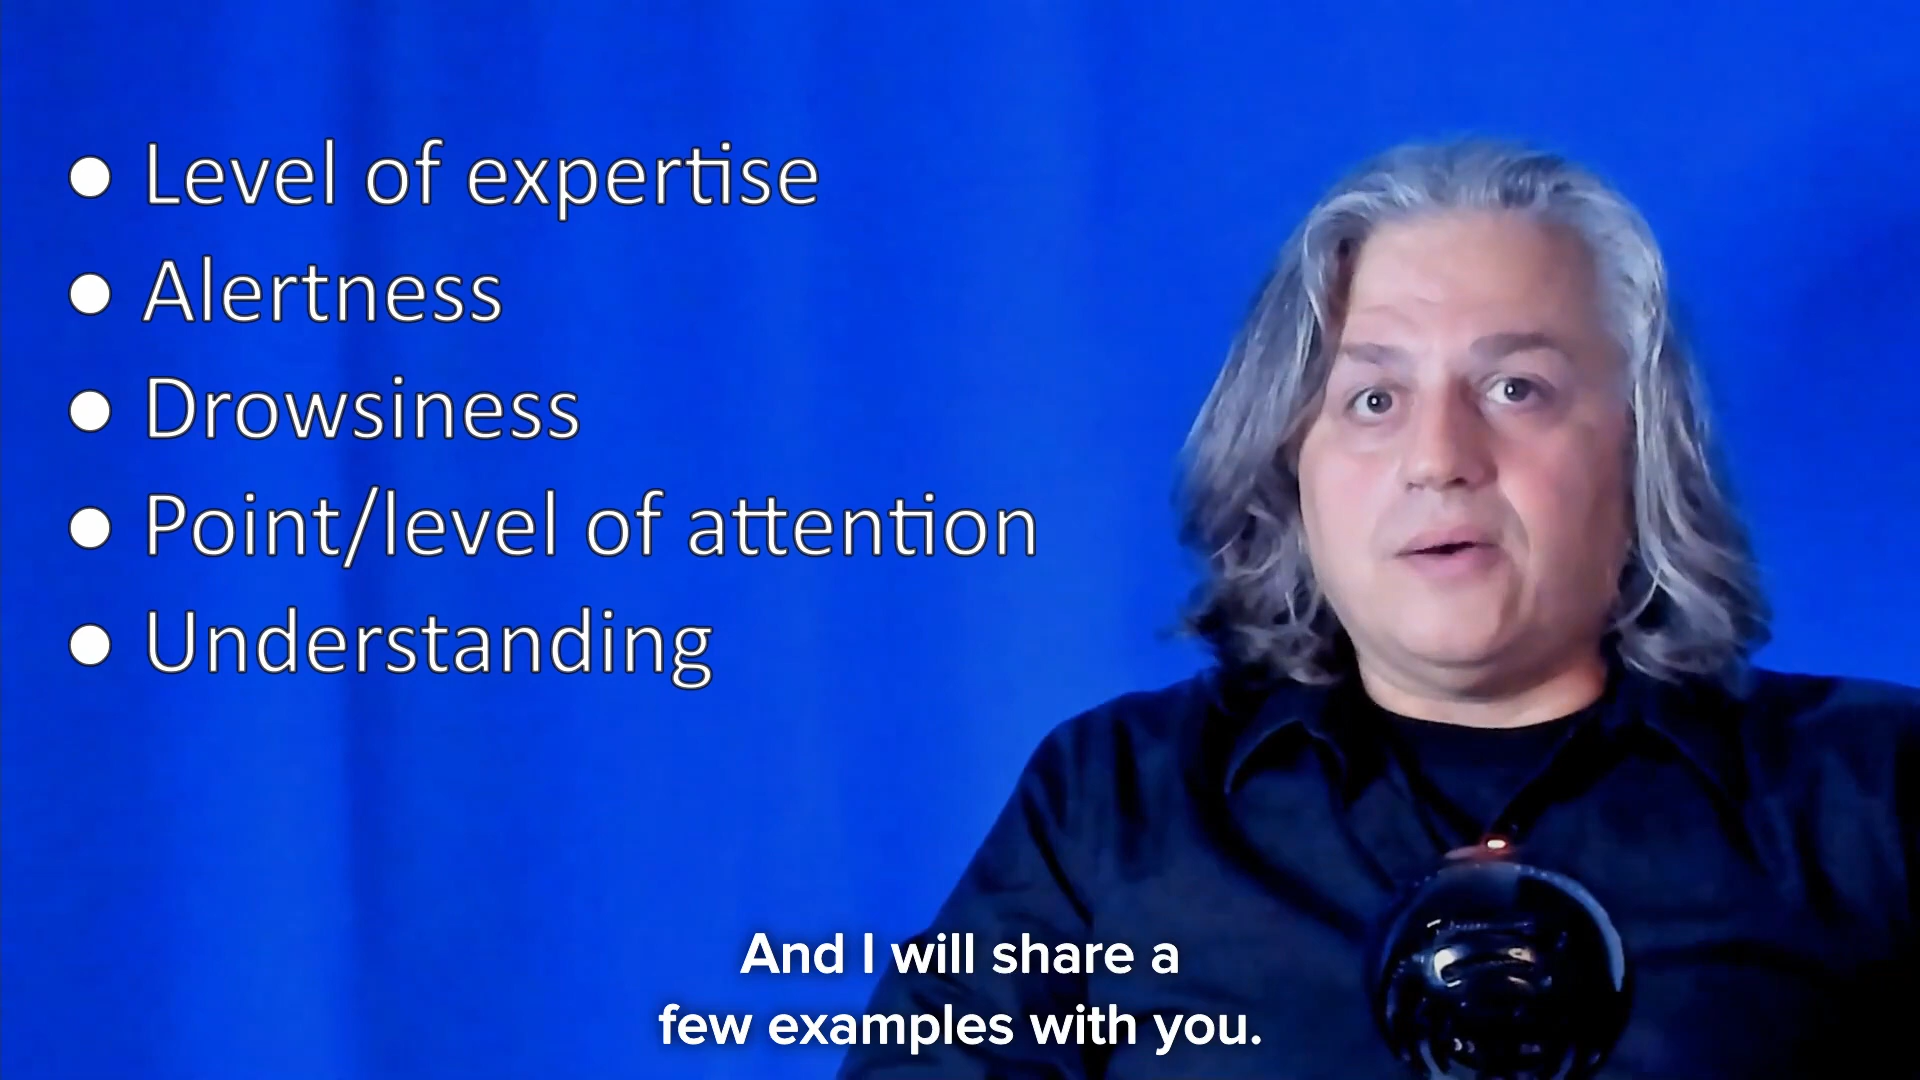 ● Level of expertise
● Alertness
● Drowsiness
● Point/level of attention
● Understanding
And I will share a
few examples with you.